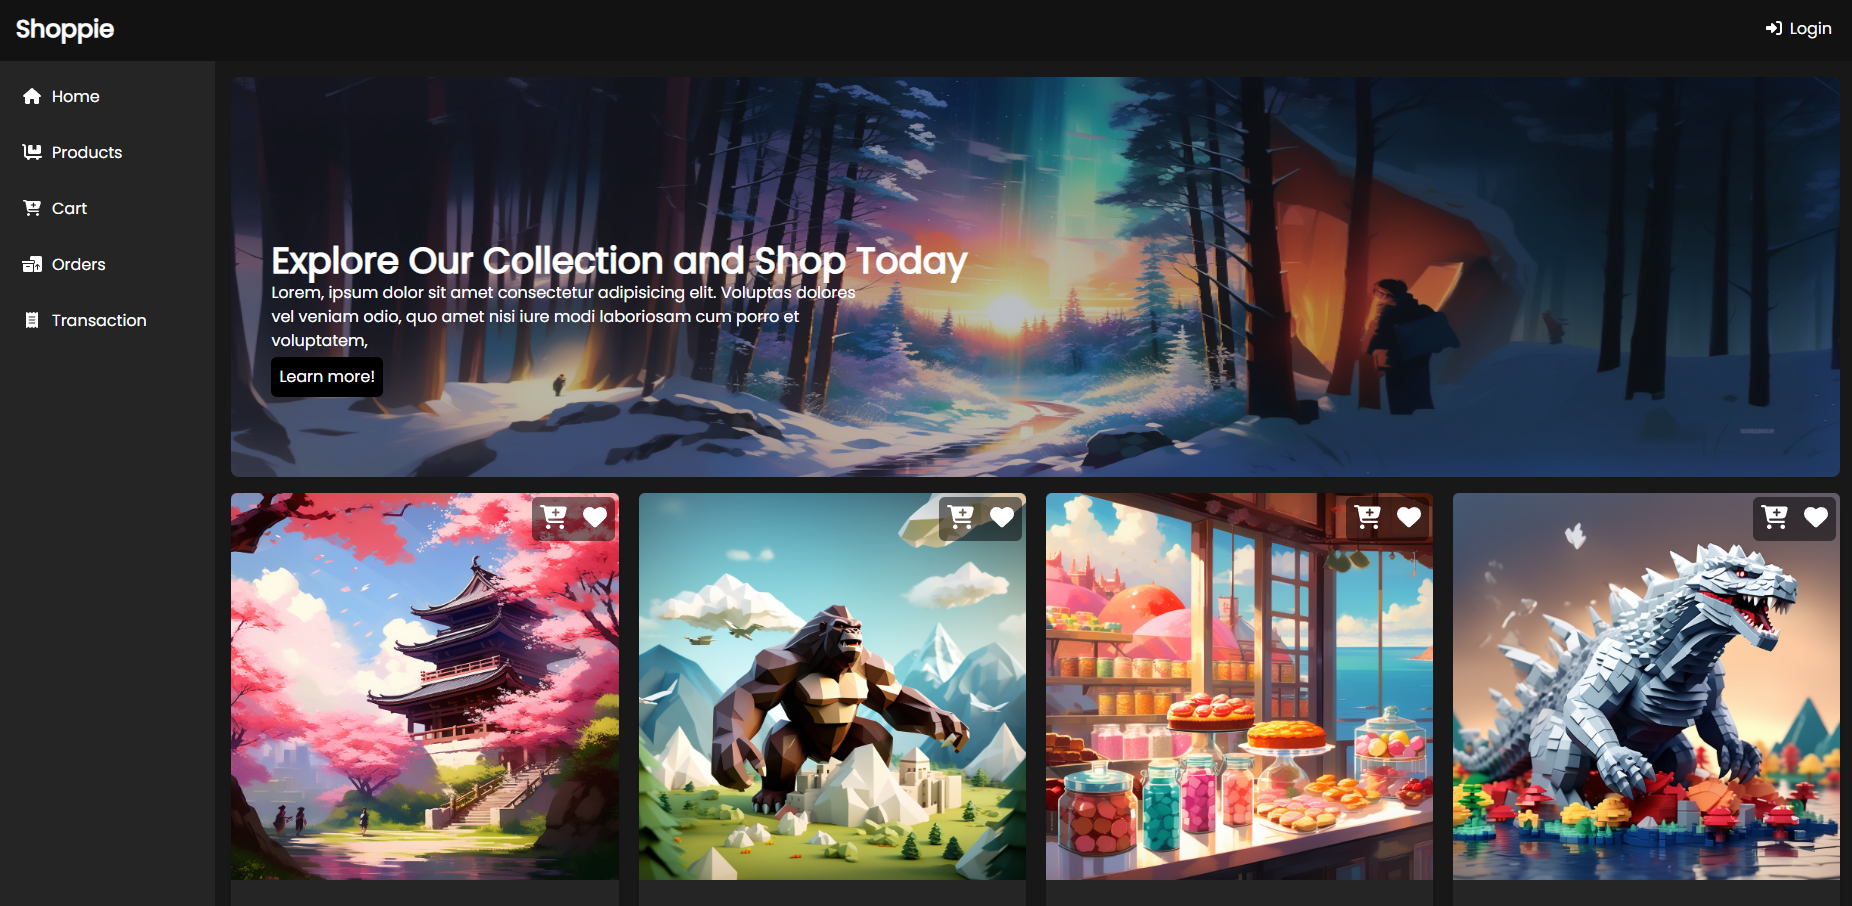 Shoppie
Login
Home
Products
Cart
Orders
Transaction
Explore Our Collection and Shop Today
Lorem, ipsum dolor sit amet consectetur adipisicing elit. Voluptas dolores
vel veniam odio, quo amet nisi iure modi laboriosam cum porro et
voluptatem,
Learn more!